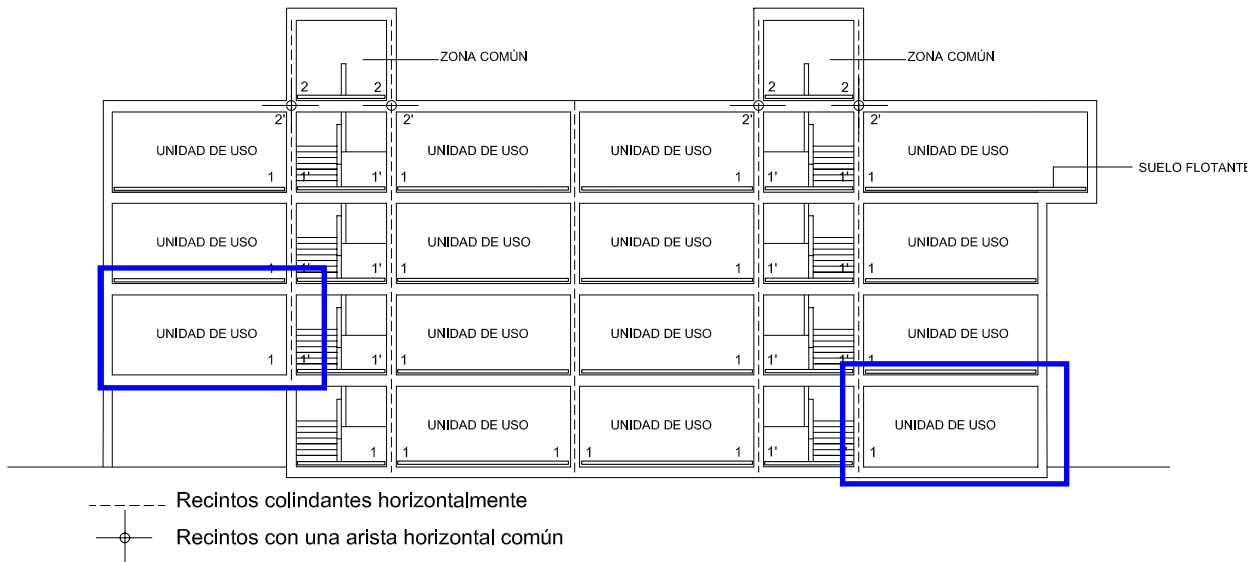 ZONA COMÚN ZONA COMÚN
2 2 2 2
2' 2' 2' 2'
UNIDAD DE USO UNIDAD DE USO UNIDAD DE USO UNIDAD DE USO
SUELO FLOTANTE
1 1' 1' 1 1 1' 1' 1
UNIDAD DE USO UNIDAD DE USO UNIDAD DE USO UNIDAD DE USO
1 1' 1' 1 1 1' 1' 1
UNIDAD DE USO UNIDAD DE USO UNIDAD DE USO UNIDAD DE USO
1 1' 1' 1 1 1' 1' 1
UNIDAD DE USO UNIDAD DE USO UNIDAD DE USO
1 1 1 1 1 1' 1' 1
Recintos colindantes horizontalmente
Recintos con una arista horizontal común